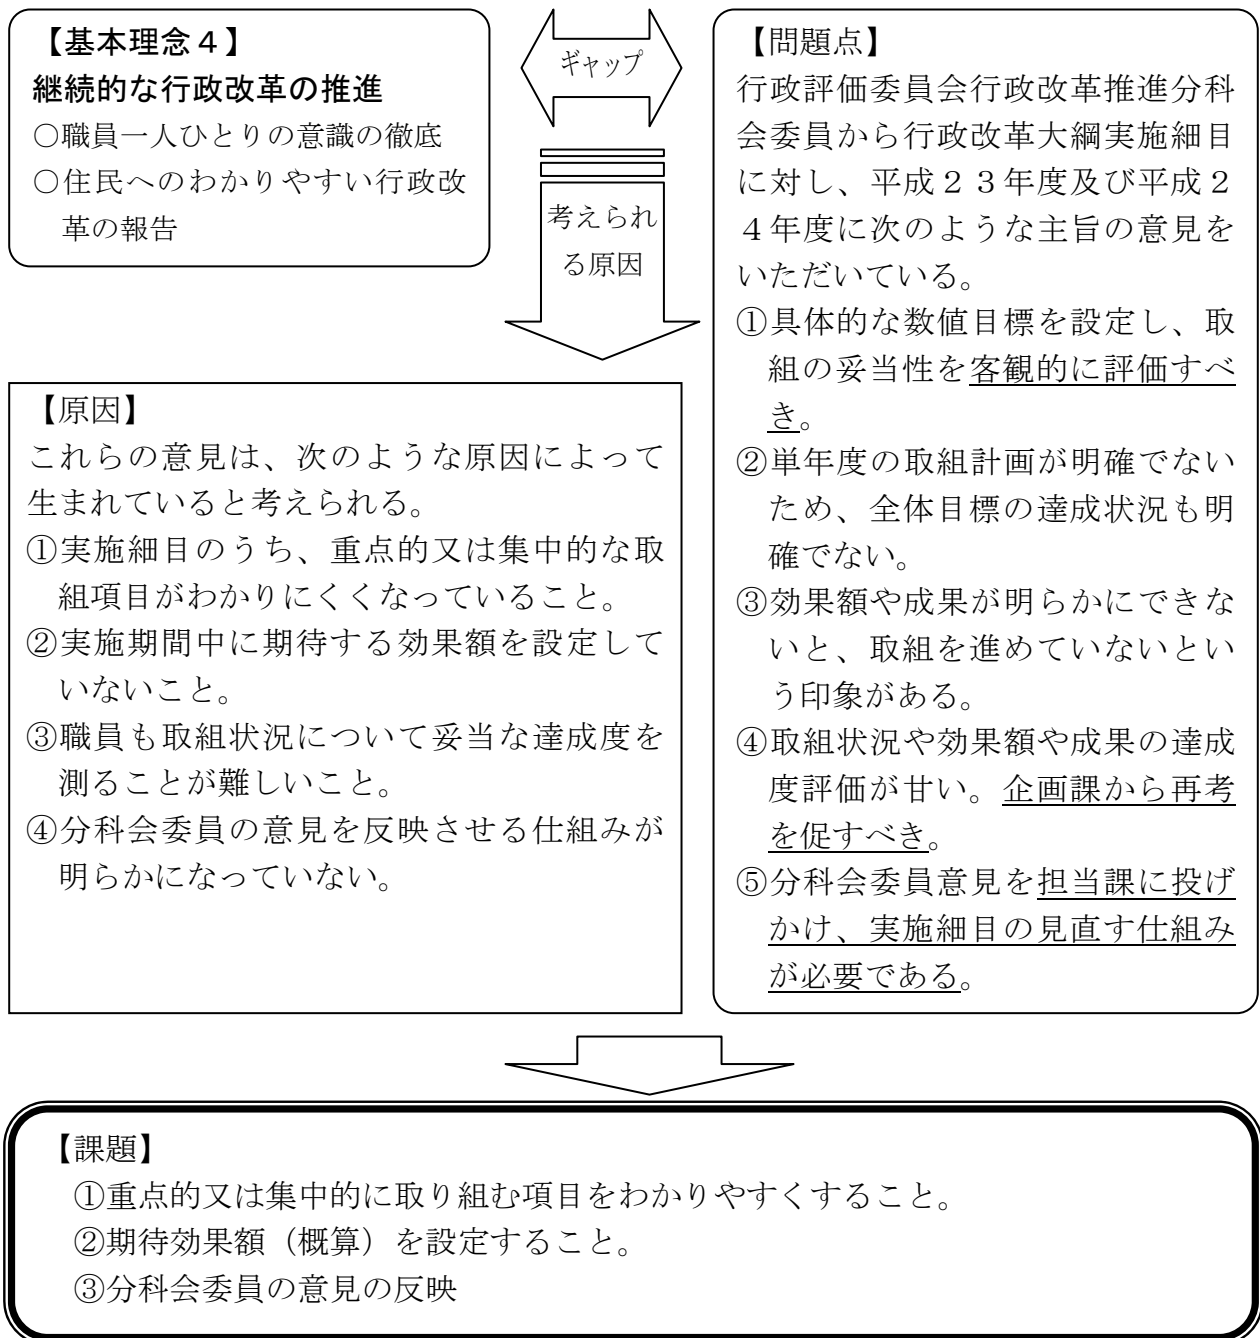 【基本理念４】
継続的な行政改革の推進
○職員一人ひとりの意識の徹底
○住民へのわかりやすい行政改
革の報告
ギャップ
考えられ
る原因
【問題点】
行政評価委員会行政改革推進分科
会委員から行政改革大綱実施細目
に対し、平成２３年度及び平成２
４年度に次のような主旨の意見を
いただいている。
①具体的な数値目標を設定し、取
組の妥当性を客観的に評価すべ
き。
②単年度の取組計画が明確でない
ため、全体目標の達成状況も明
確でない。
③効果額や成果が明らかにできな
いと、取組を進めていないとい
う印象がある。
④取組状況や効果額や成果の達成
度評価が甘い。企画課から再考
を促すべき。
⑤分科会委員意見を担当課に投げ
かけ、実施細目の見直す仕組み
が必要である。
【原因】
これらの意見は、次のような原因によって
生まれていると考えられる。
①実施細目のうち、重点的又は集中的な取
組項目がわかりにくくなっていること。
②実施期間中に期待する効果額を設定して
いないこと。
③職員も取組状況について妥当な達成度を
測ることが難しいこと。
④分科会委員の意見を反映させる仕組みが
明らかになっていない。
【課題】
①重点的又は集中的に取り組む項目をわかりやすくすること。
②期待効果額（概算）を設定すること。
③分科会委員の意見の反映